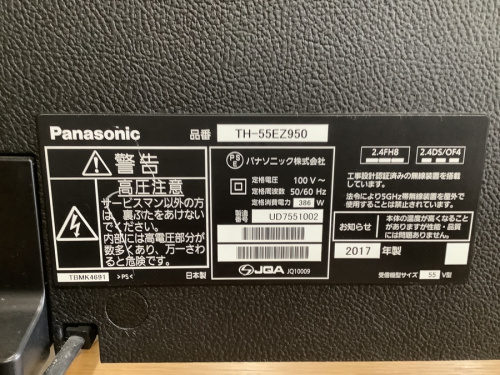 Panasonic
品番 TH-55EZ950
警告
高圧注意
サービスマン以外の方
は、裏ぶたをあけない
でください。
内部には高電圧部分が
数多くあり、万一さわ
ると危険です。
TBMK4691 >PS< 日本製
PSE パナソニック株式会社
定格電圧 100 V~
定格周波数 50/60 Hz
定格消費電力 386 W
製造番号 UD7551002
JQA JQ10009
2.4FH8 2.4DS/OF4
工事設計認証済みの無線装置を内蔵
しています。
法令により5GHz帯無線装置を屋外で
使用することは禁止されています。
お知らせ
本体の温度が高くなること
がありますが性能・品質
には問題ありません。
2017 年製
受信機型サイズ 55 V型